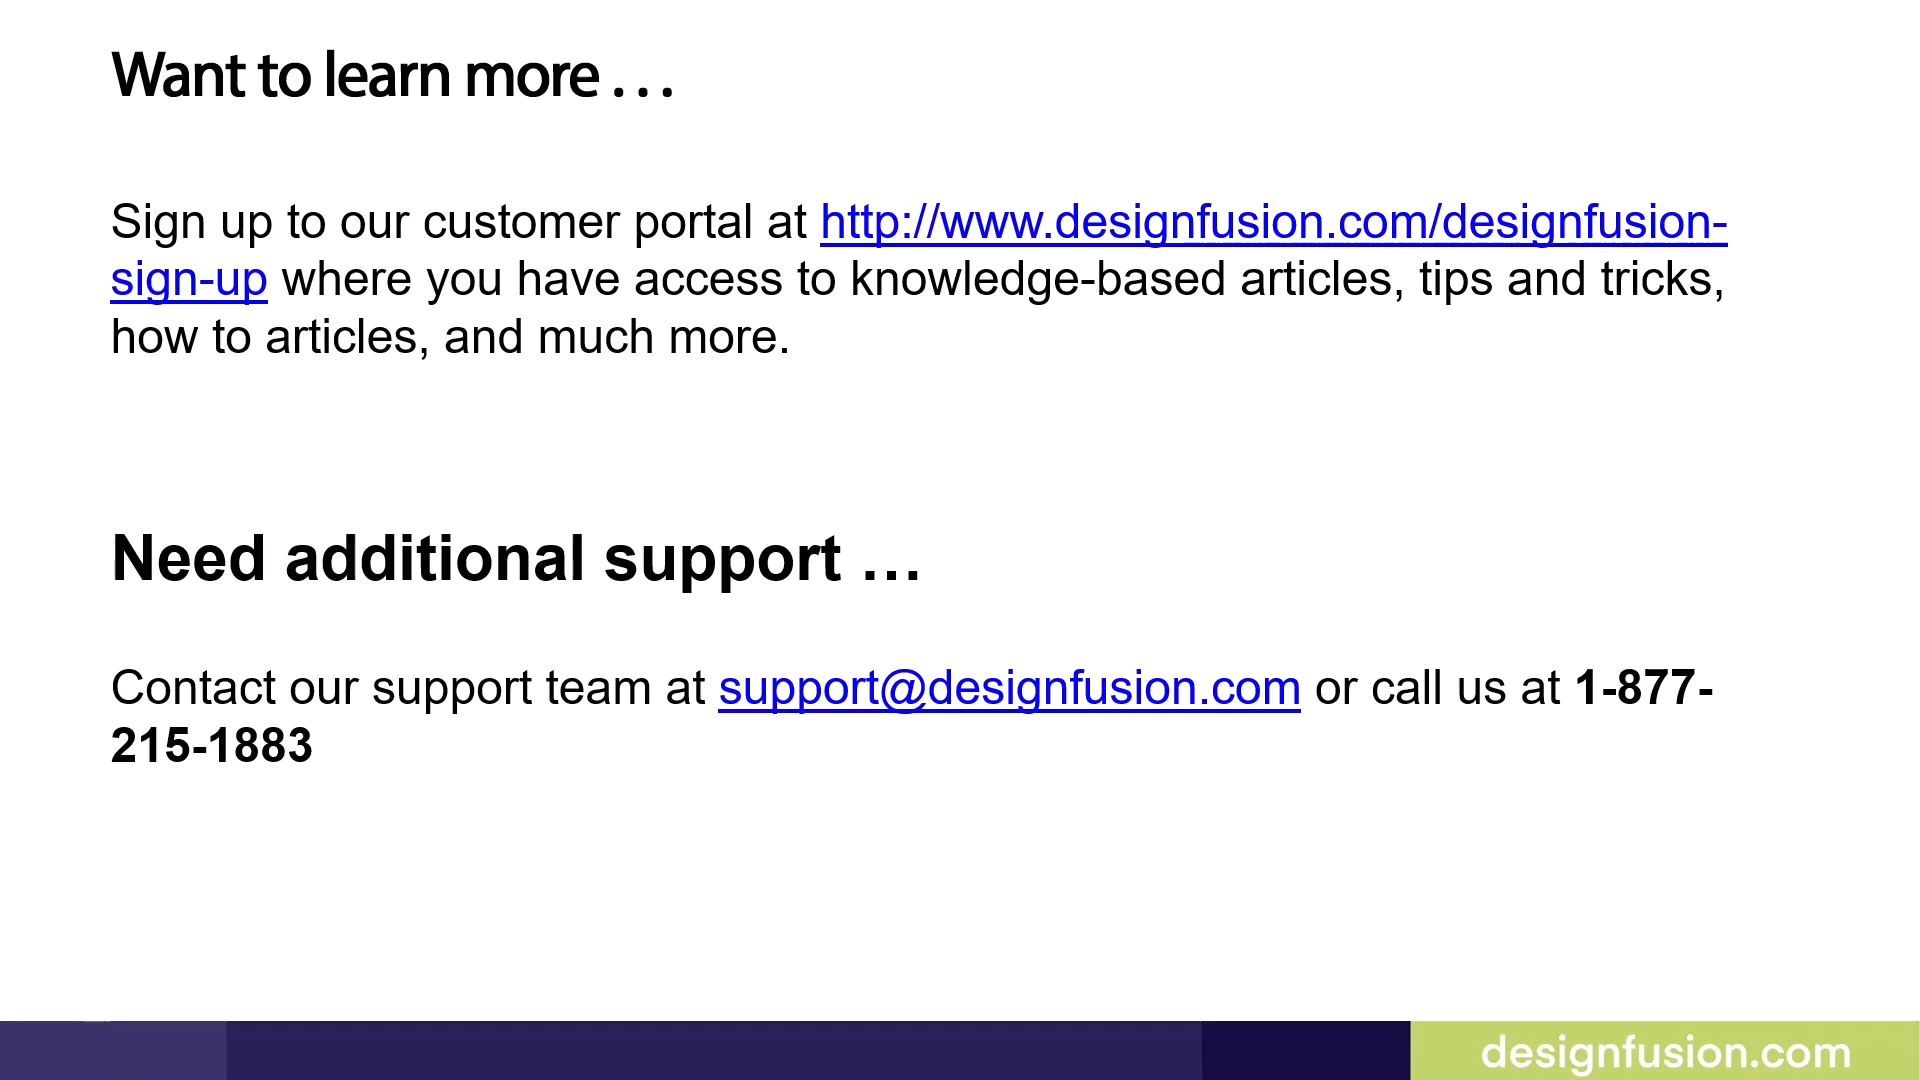 Want to learn more . . .
Sign up to our customer portal at http://www.designfusion.com/designfusion-
sign-up where you have access to knowledge-based articles, tips and tricks,
how to articles, and much more.
Need additional support …
Contact our support team at support@designfusion.com or call us at 1-877-
215-1883
designfusion.com